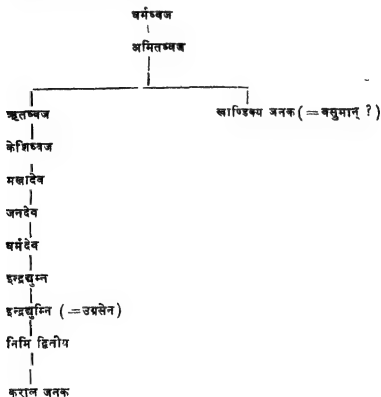 धर्मध्वज
अमितध्वज
ऋतध्वज
खाण्डिक्य जनक (=वसुमान् ?)
केशिध्वज
मखादेव
जनदेव
धर्मदेव
इन्द्रद्युम्न
इन्द्रद्युम्नि (=उग्रसेन)
निमि द्वितीय
कराल जनक